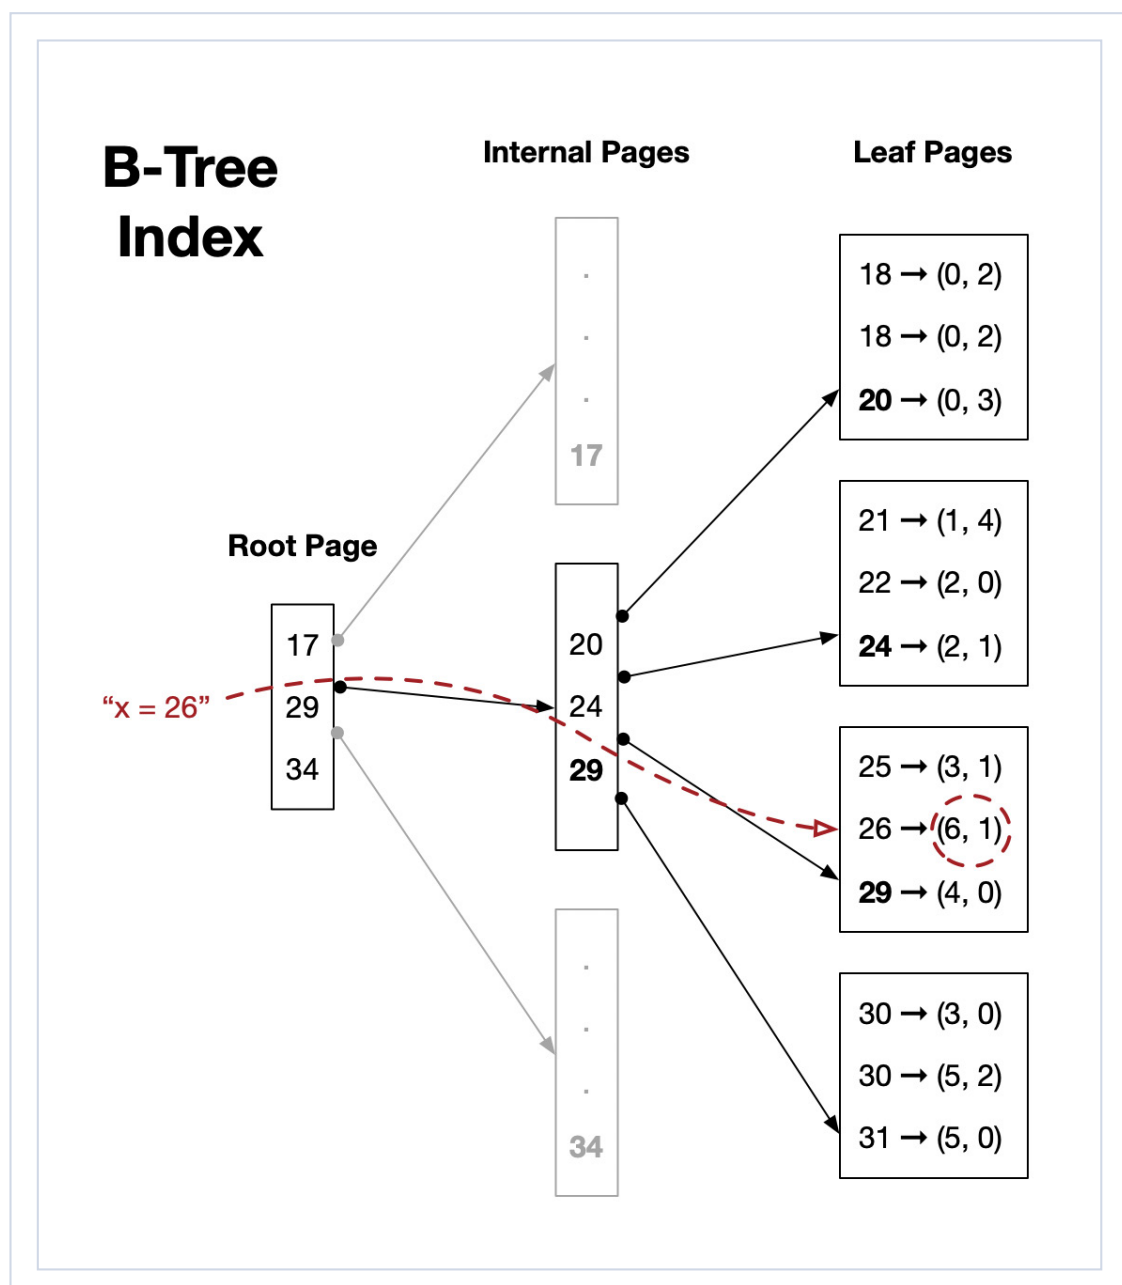 B-Tree
Index
Internal Pages
Leaf Pages
Root Page
“x = 26”
17
29
34
.
.
.
17
20
24
29
.
.
.
34
18 → (0, 2)
18 → (0, 2)
20 → (0, 3)
21 → (1, 4)
22 → (2, 0)
24 → (2, 1)
25 → (3, 1)
26 → (6, 1)
29 → (4, 0)
30 → (3, 0)
30 → (5, 2)
31 → (5, 0)